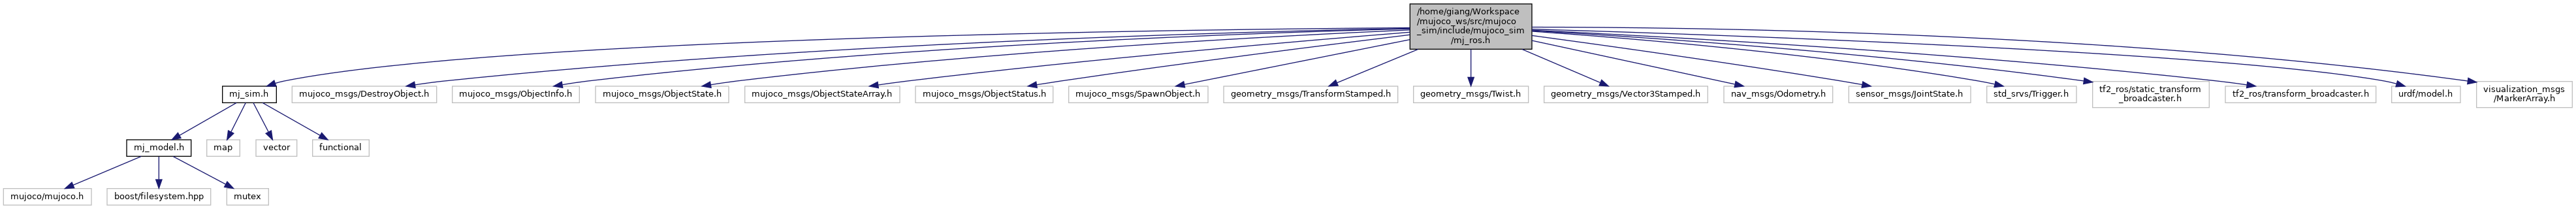 /home/giang/Workspace
/mujoco_ws/src/mujoco
_sim/include/mujoco_sim
/mj_ros.h
mj_sim.h
mujoco_msgs/DestroyObject.h
mujoco_msgs/ObjectInfo.h
mujoco_msgs/ObjectState.h
mujoco_msgs/ObjectStateArray.h
mujoco_msgs/ObjectStatus.h
mujoco_msgs/SpawnObject.h
geometry_msgs/TransformStamped.h
geometry_msgs/Twist.h
geometry_msgs/Vector3Stamped.h
nav_msgs/Odometry.h
sensor_msgs/JointState.h
std_srvs/Trigger.h
tf2_ros/static_transform
_broadcaster.h
tf2_ros/transform_broadcaster.h
urdf/model.h
visualization_msgs
/MarkerArray.h
mj_model.h
map
vector
functional
mujoco/mujoco.h
boost/filesystem.hpp
mutex